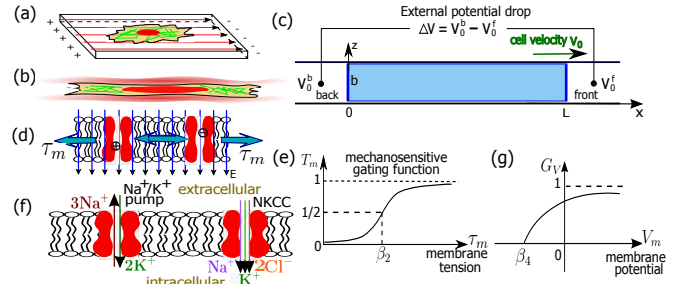 (a)
- - -
+ + +
(b)
(c)
External potential drop
ΔV = V₀ᵇ − V₀ᶠ
cell velocity v₀
z
V₀ᵇ
back
b
V₀ᶠ
front
0
L
x
(d)
⊕
⊖
τₘ
τₘ
E
(e)
Tₘ
mechanosensitive
gating function
1
1/2
0
β₂
τₘ
membrane
tension
(f)
Na⁺/K⁺
pump
extracellular
3Na⁺
NKCC
2K⁺
Na⁺
K⁺
2Cl⁻
intracellular
(g)
G_V
1
0
β₄
Vₘ
membrane
potential